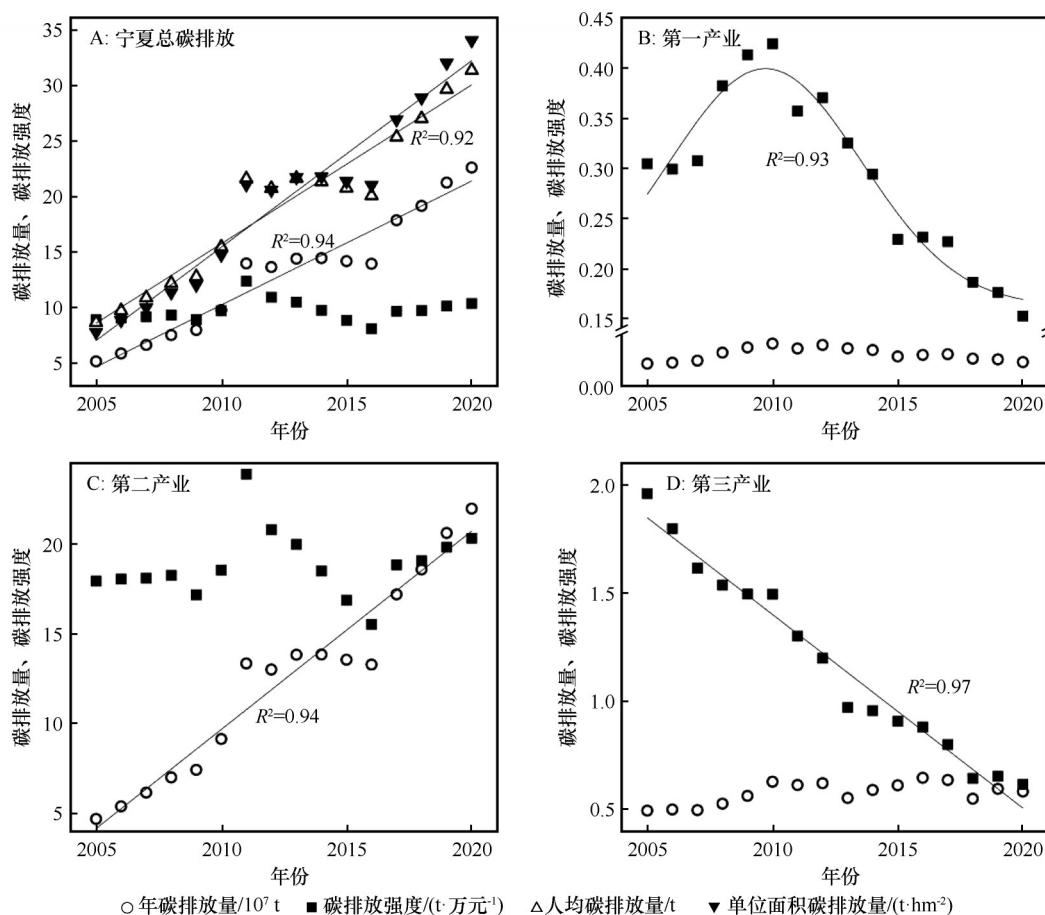 A: 宁夏总碳排放
碳排放量、碳排放强度
35
30
25
20
15
10
5
R²=0.92
R²=0.94
2005 2010 2015 2020
年份
B: 第一产业
碳排放量、碳排放强度
0.45
0.40
0.35
0.30
0.25
0.20
0.15
0.00
R²=0.93
2005 2010 2015 2020
年份
C: 第二产业
碳排放量、碳排放强度
20
15
10
5
R²=0.94
2005 2010 2015 2020
年份
D: 第三产业
碳排放量、碳排放强度
2.0
1.5
1.0
0.5
R²=0.97
2005 2010 2015 2020
年份
年碳排放量/10⁷ t 碳排放强度/(t·万元⁻¹) 人均碳排放量/t 单位面积碳排放量/(t·hm⁻²)